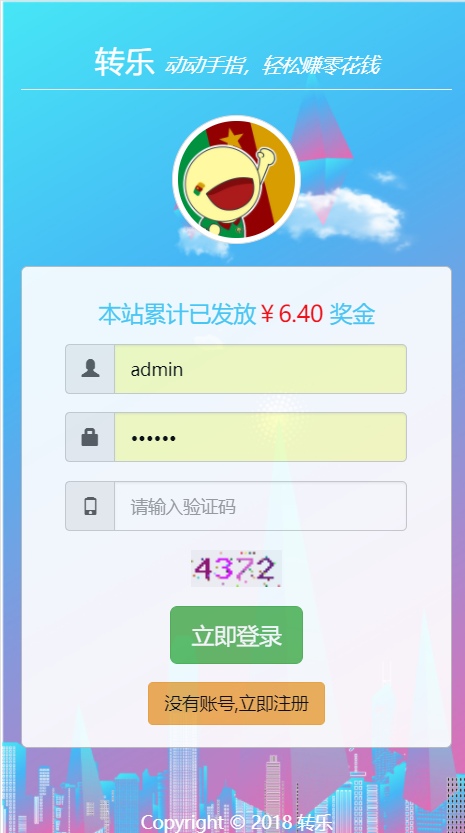 转乐 动动手指，轻松赚零花钱
本站累计已发放￥6.40 奖金
admin
••••••
请输入验证码
4372
立即登录
没有账号,立即注册
Copyright © 2018 转乐